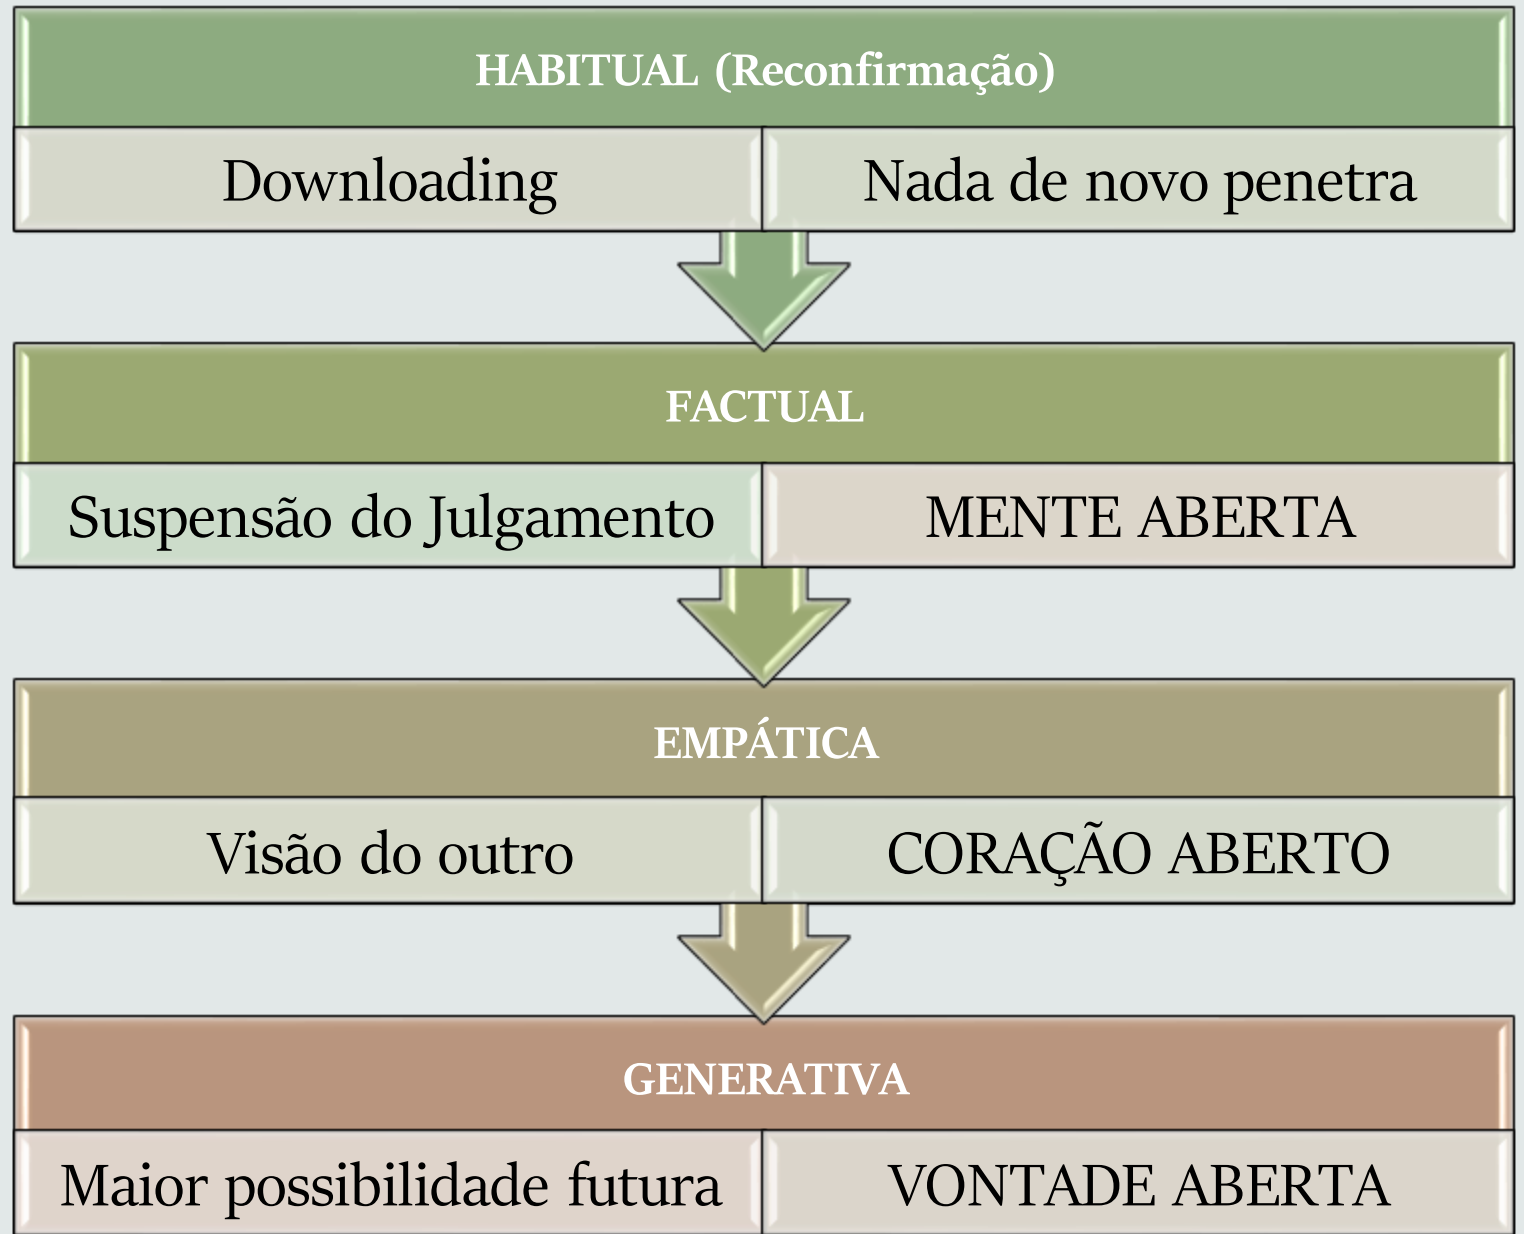 HABITUAL (Reconfirmação)
Downloading
Nada de novo penetra
FACTUAL
Suspensão do Julgamento
MENTE ABERTA
EMPÁTICA
Visão do outro
CORAÇÃO ABERTO
GENERATIVA
Maior possibilidade futura
VONTADE ABERTA